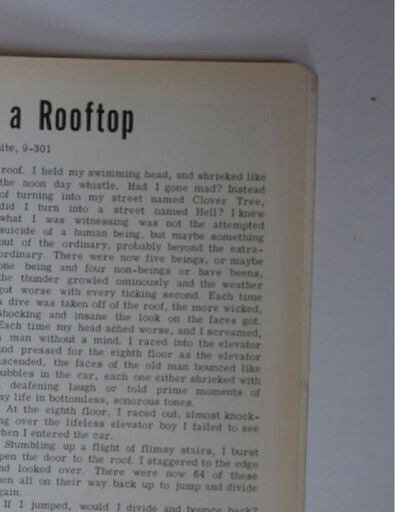 a Rooftop
ite, 9-301
roof. I held my swimming head, and shrieked like
the noon day whistle. Had I gone mad? Instead
of turning into my street named Clover Tree,
did I turn into a street named Hell? I knew
what I was witnessing was not the attempted
suicide of a human being, but maybe something
out of the ordinary, probably beyond the extra-
ordinary. There were now five beings, or maybe
one being and four non-beings or have beens,
the thunder growled ominously and the weather
got worse with every ticking second. Each time
a dive was taken off of the roof, the more wicked,
shocking and insane the look on the faces got.
Each time my head ached worse, and I screamed,
a man without a mind. I raced into the elevator
and pressed for the eighth floor as the elevator
ascended, the faces of the old man bounced like
bubbles in the car, each one either shrieked with
deafening laugh or told prime moments of
my life in bottomless, sonorous tones.
At the eighth floor, I raced out, almost knock-
ing over the lifeless elevator boy I failed to see
when I entered the car.
Stumbling up a flight of flimsy stairs, I burst
open the door to the roof. I staggered to the edge
and looked over. There were now 64 of these
men all on their way back up to jump and divide
again.
If I jumped, would I divide and bounce back?